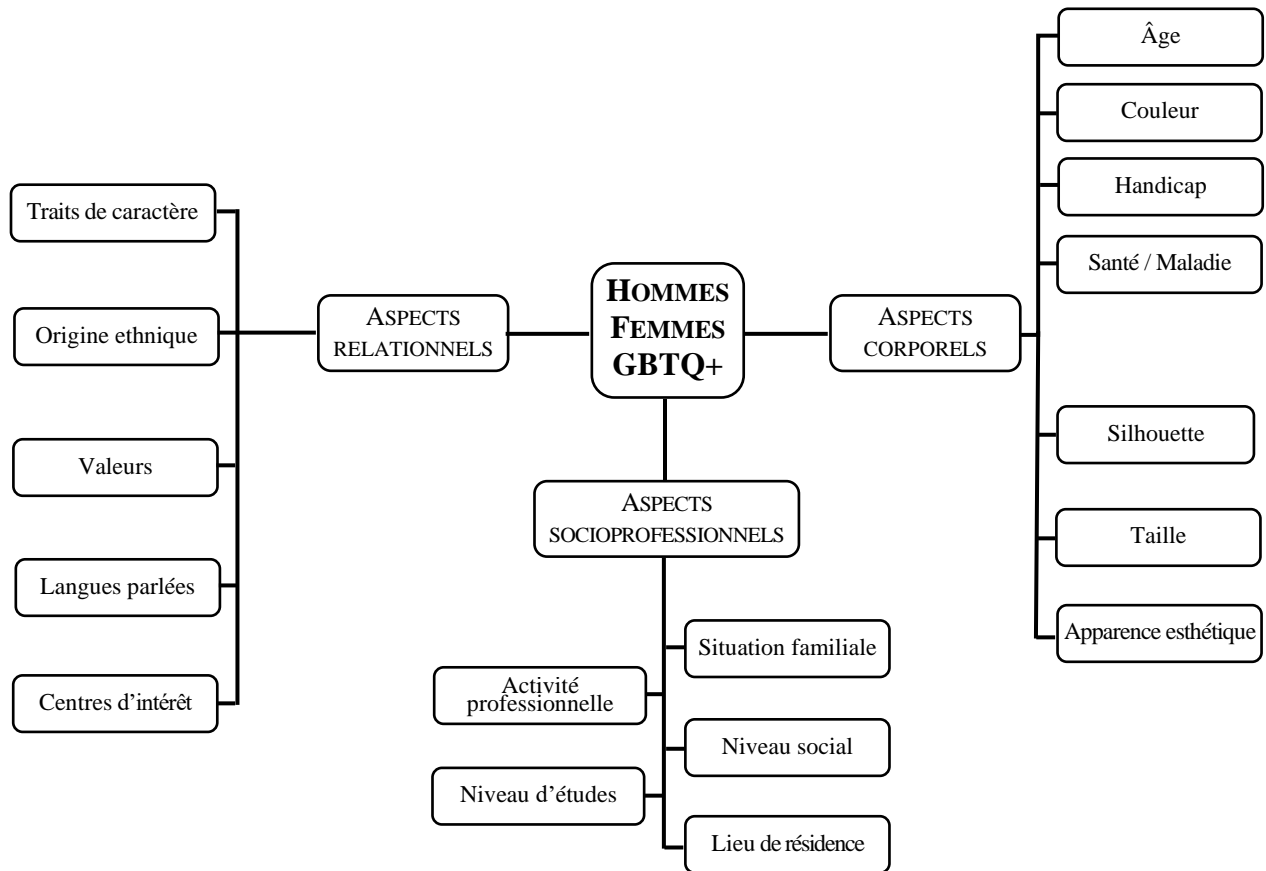 HOMMES
FEMMES
GBTQ+
ASPECTS
RELATIONNELS
Traits de caractère
Origine ethnique
Valeurs
Langues parlées
Centres d’intérêt
ASPECTS
SOCIOPROFESSIONNELS
Situation familiale
Activité
professionnelle
Niveau social
Niveau d’études
Lieu de résidence
ASPECTS
CORPORELS
Âge
Couleur
Handicap
Santé / Maladie
Silhouette
Taille
Apparence esthétique